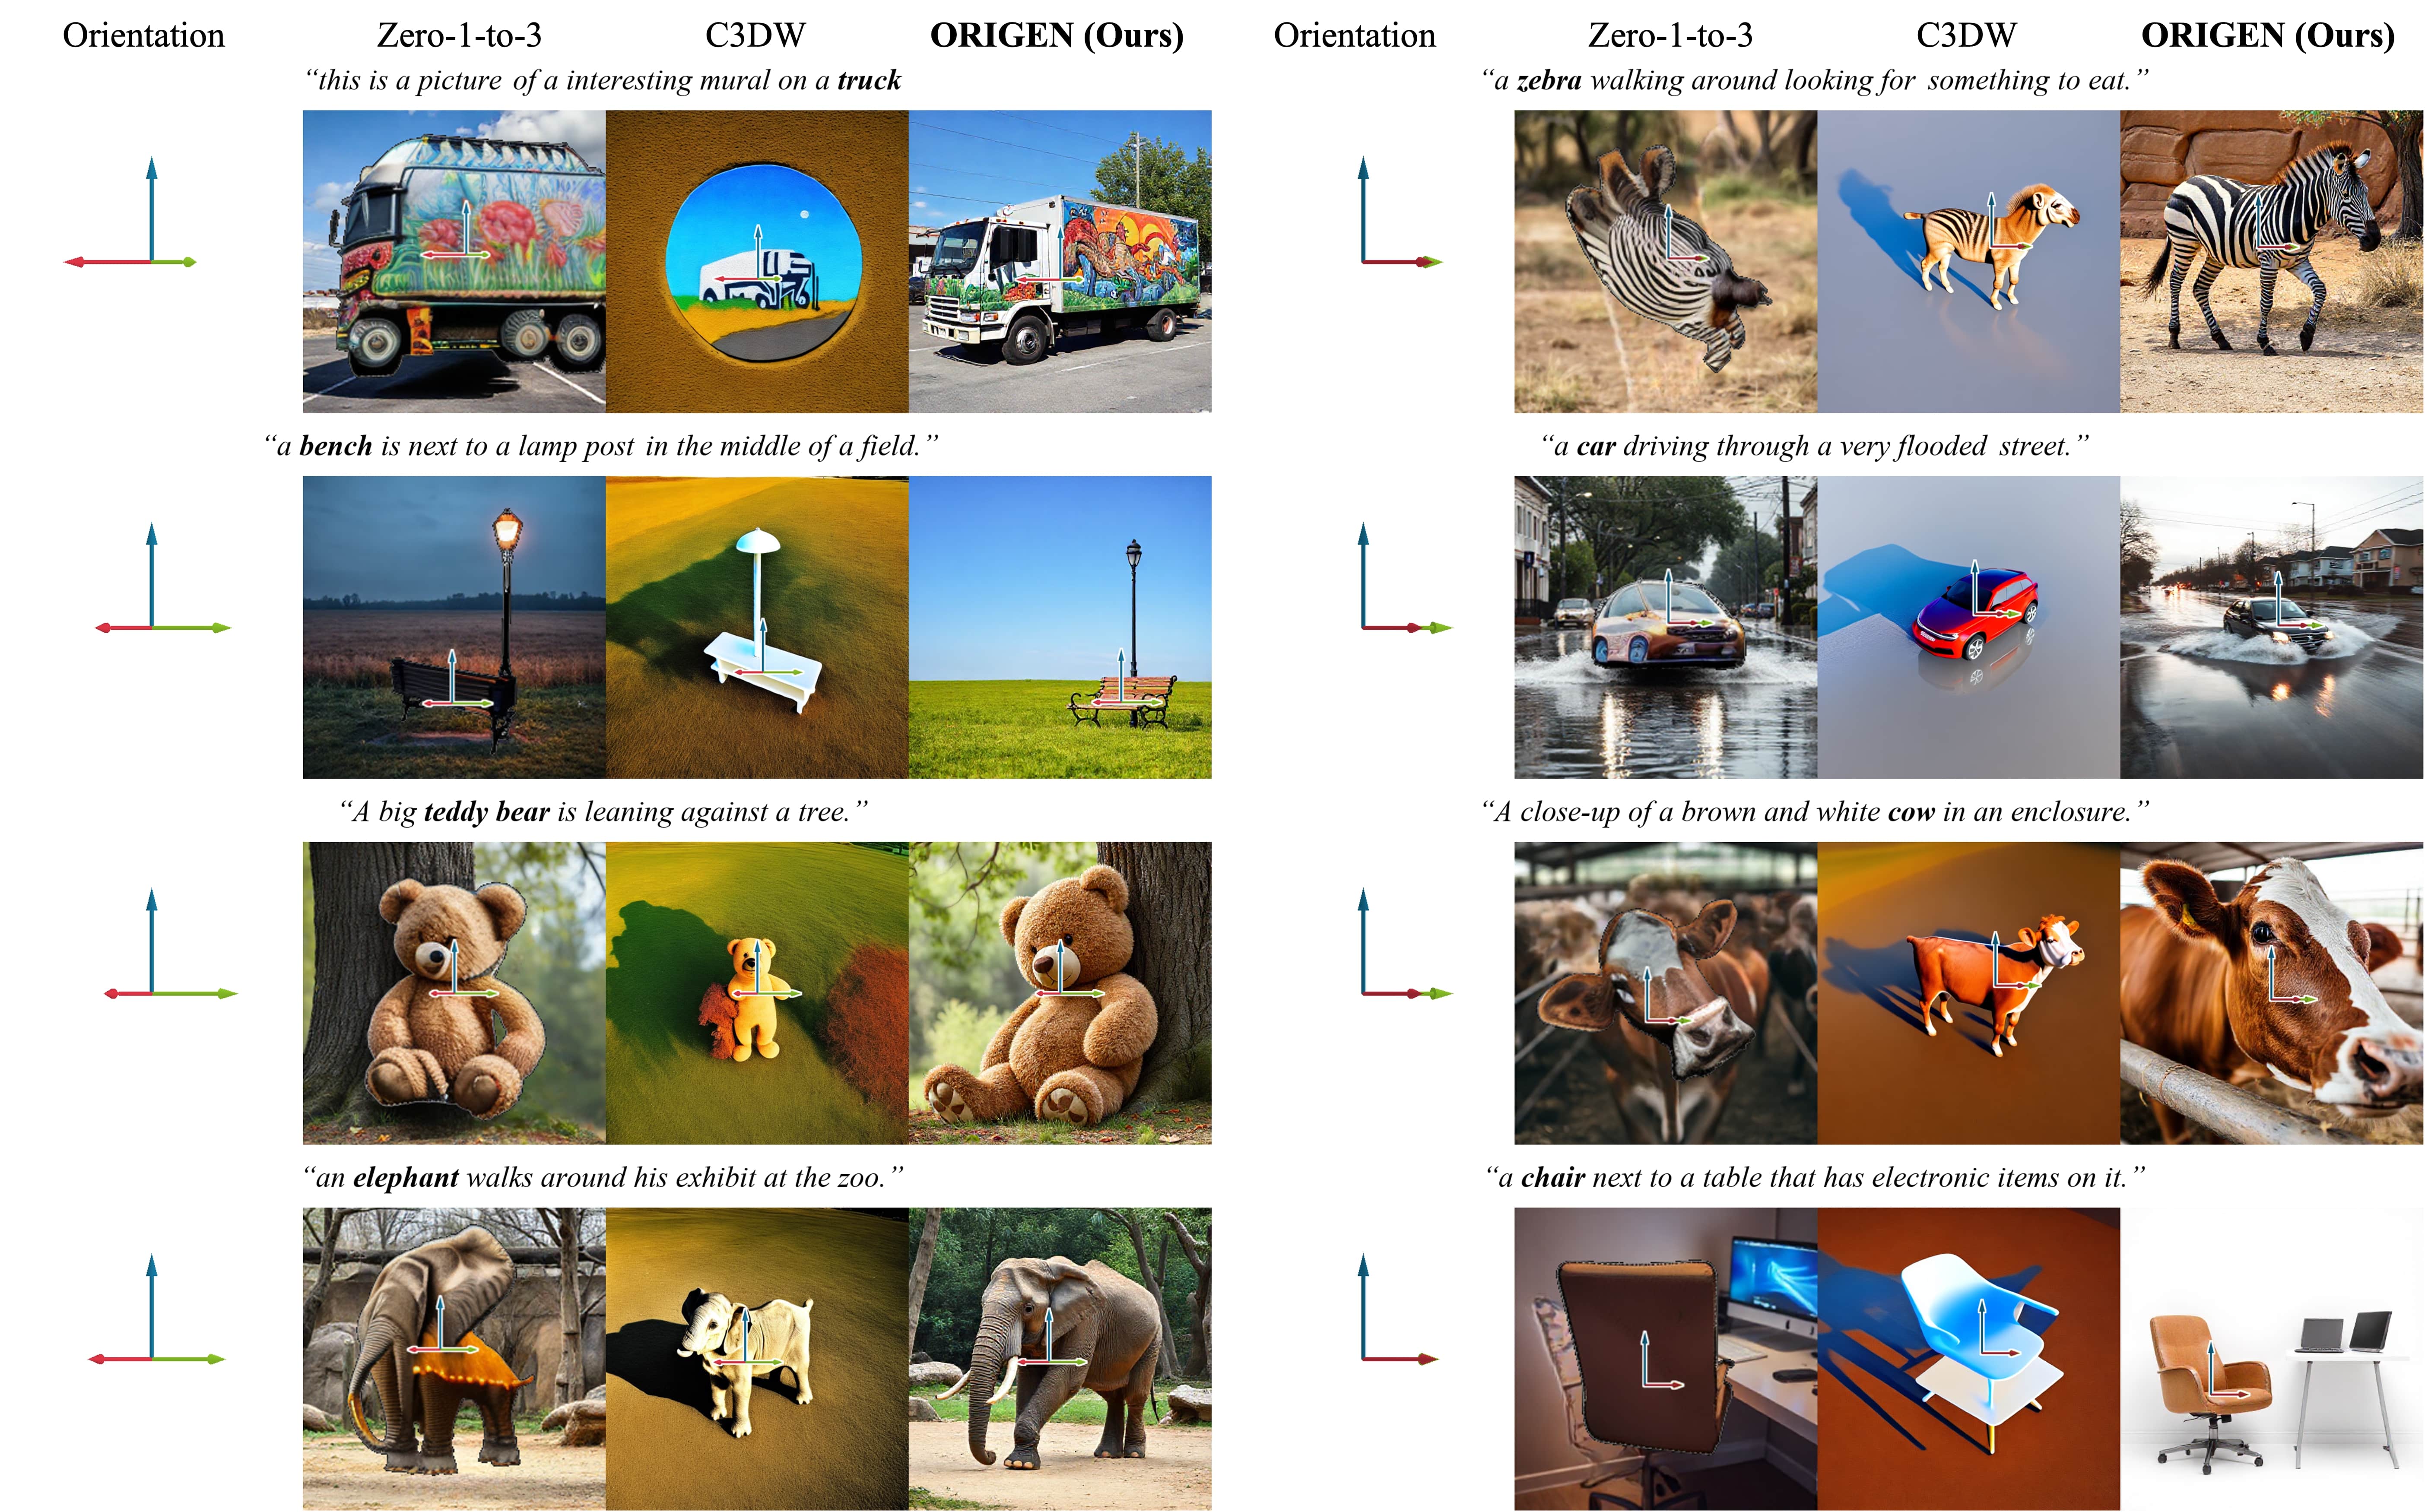 Orientation Zero-1-to-3 C3DW ORIGEN (Ours) Orientation Zero-1-to-3 C3DW ORIGEN (Ours)
“this is a picture of a interesting mural on a truck
“a zebra walking around looking for something to eat.”
“a bench is next to a lamp post in the middle of a field.”
“a car driving through a very flooded street.”
“A big teddy bear is leaning against a tree.”
“A close-up of a brown and white cow in an enclosure.”
“an elephant walks around his exhibit at the zoo.”
“a chair next to a table that has electronic items on it.”